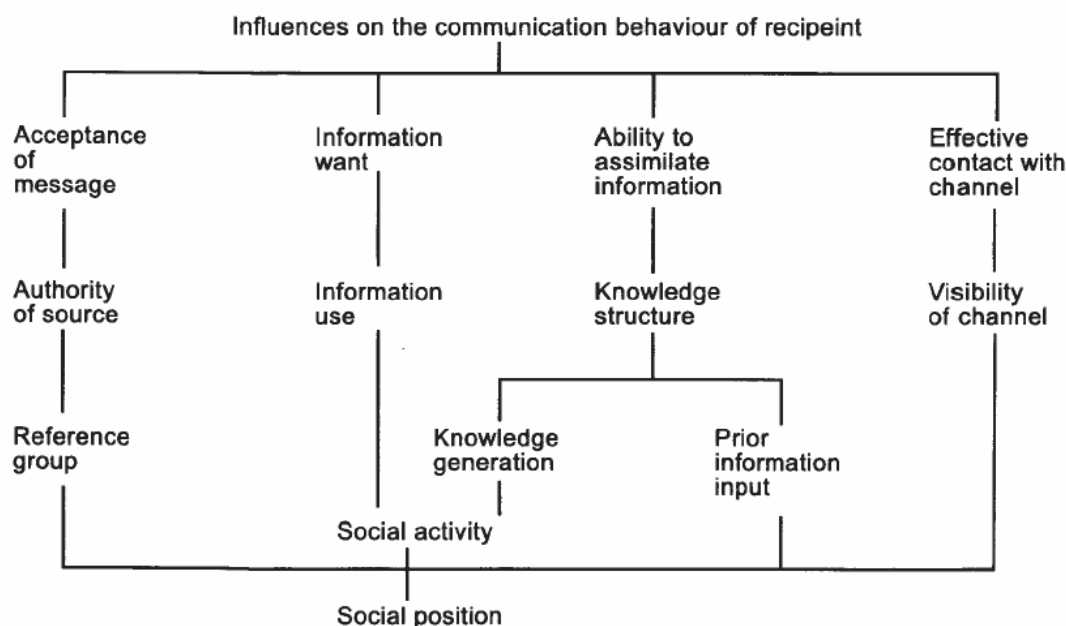 Influences on the communication behaviour of recipeint
Acceptance
of
message
Information
want
Ability to
assimilate
information
Effective
contact with
channel
Authority
of source
Information
use
Knowledge
structure
Visibility
of channel
Reference
group
Knowledge
generation
Prior
information
input
Social activity
Social position